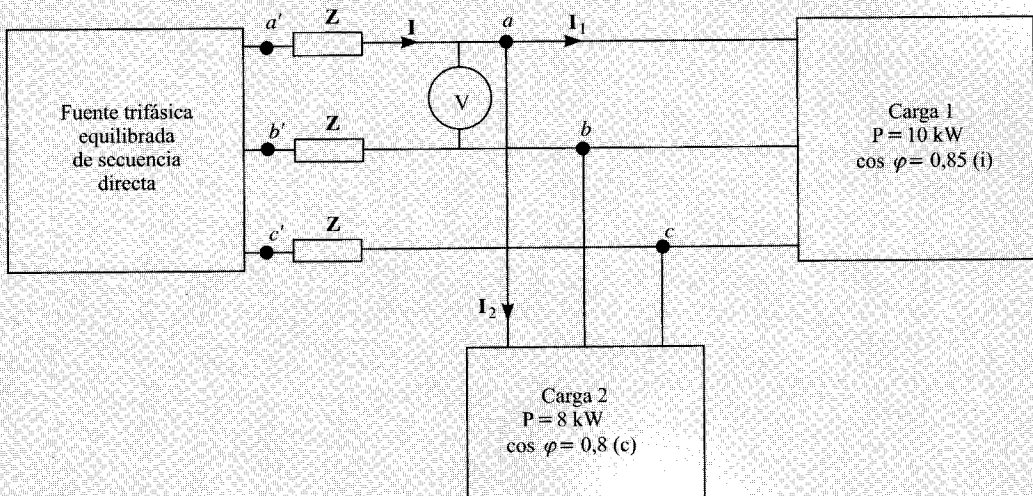 a'
Z
I
a
I₁
Fuente trifásica
equilibrada
de secuencia
directa
V
b'
Z
b
Carga 1
P = 10 kW
cos φ = 0,85 (i)
c'
Z
c
I₂
Carga 2
P = 8 kW
cos φ = 0,8 (c)